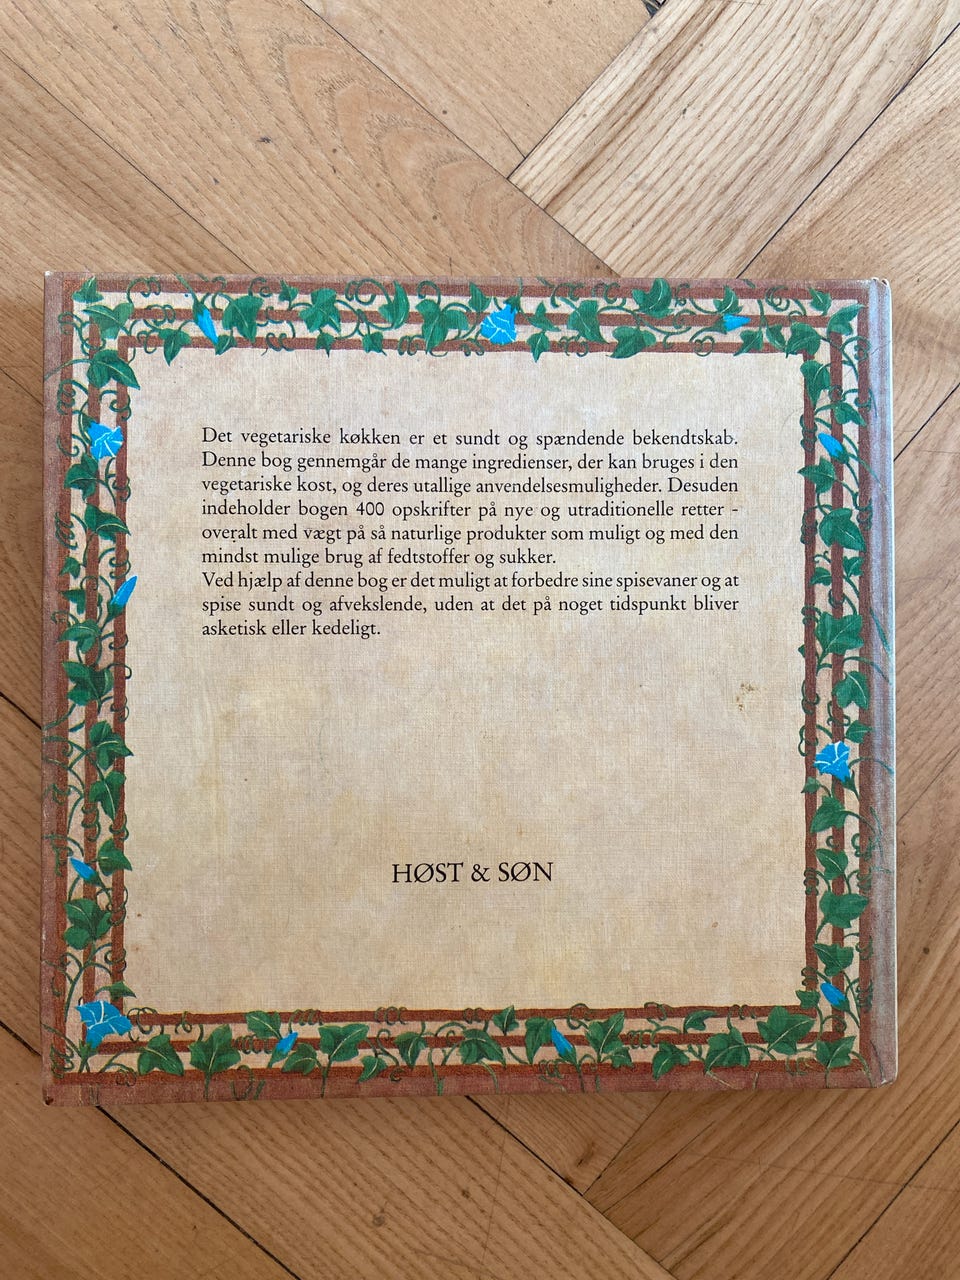 Det vegetariske køkken er et sundt og spændende bekendtskab.
Denne bog gennemgår de mange ingredienser, der kan bruges i den
vegetariske kost, og deres utallige anvendelsesmuligheder. Desuden
indeholder bogen 400 opskrifter på nye og utraditionelle retter -
overalt med vægt på så naturlige produkter som muligt og med den
mindst mulige brug af fedtstoffer og sukker.
Ved hjælp af denne bog er det muligt at forbedre sine spisevaner og at
spise sundt og afvekslende, uden at det på noget tidspunkt bliver
asketisk eller kedeligt.
HØST & SØN